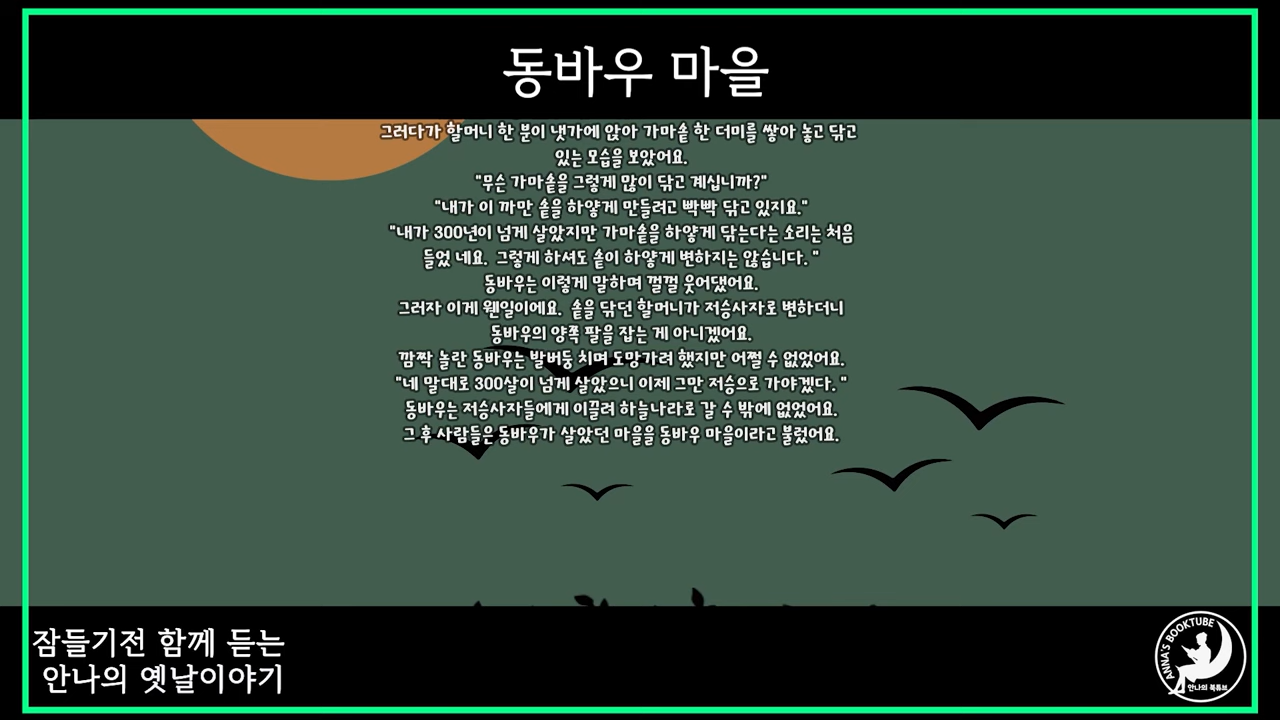 동바우 마을
그러다가 할머니 한 분이 냇가에 앉아 가마솥 한 더미를 쌓아 놓고 닦고
있는 모습을 보았어요.
"무슨 가마솥을 그렇게 많이 닦고 계십니까?"
"내가 이 까만 솥을 하얗게 만들려고 빡빡 닦고 있지요."
"내가 300년이 넘게 살았지만 가마솥을 하얗게 닦는다는 소리는 처음
들었 네요. 그렇게 하셔도 솥이 하얗게 변하지는 않습니다. "
동바우는 이렇게 말하며 껄껄 웃어댔어요.
그러자 이게 웬일이에요. 솥을 닦던 할머니가 저승사자로 변하더니
동바우의 양쪽 팔을 잡는 게 아니겠어요.
깜짝 놀란 동바우는 발버둥 치며 도망가려 했지만 어쩔 수 없었어요.
"네 말대로 300살이 넘게 살았으니 이제 그만 저승으로 가야겠다. "
동바우는 저승사자들에게 이끌려 하늘나라로 갈 수 밖에 없었어요.
그 후 사람들은 동바우가 살았던 마을을 동바우 마을이라고 불렀어요.
잠들기전 함께 듣는
안나의 옛날이야기
ANNA'S BOOKTUBE
안나의 북튜브